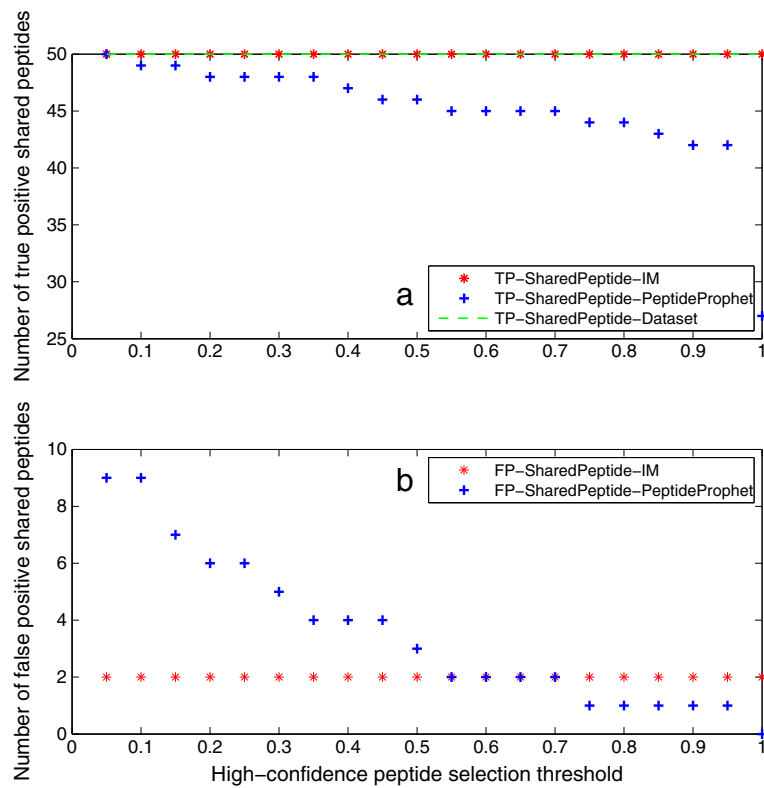 Number of true positive shared peptides
50
45
40
35
30
25
a
TP−SharedPeptide−IM
TP−SharedPeptide−PeptideProphet
TP−SharedPeptide−Dataset
0 0.1 0.2 0.3 0.4 0.5 0.6 0.7 0.8 0.9 1
Number of false positive shared peptides
10
8
6
4
2
0
b
FP−SharedPeptide−IM
FP−SharedPeptide−PeptideProphet
0 0.1 0.2 0.3 0.4 0.5 0.6 0.7 0.8 0.9 1
High−confidence peptide selection threshold